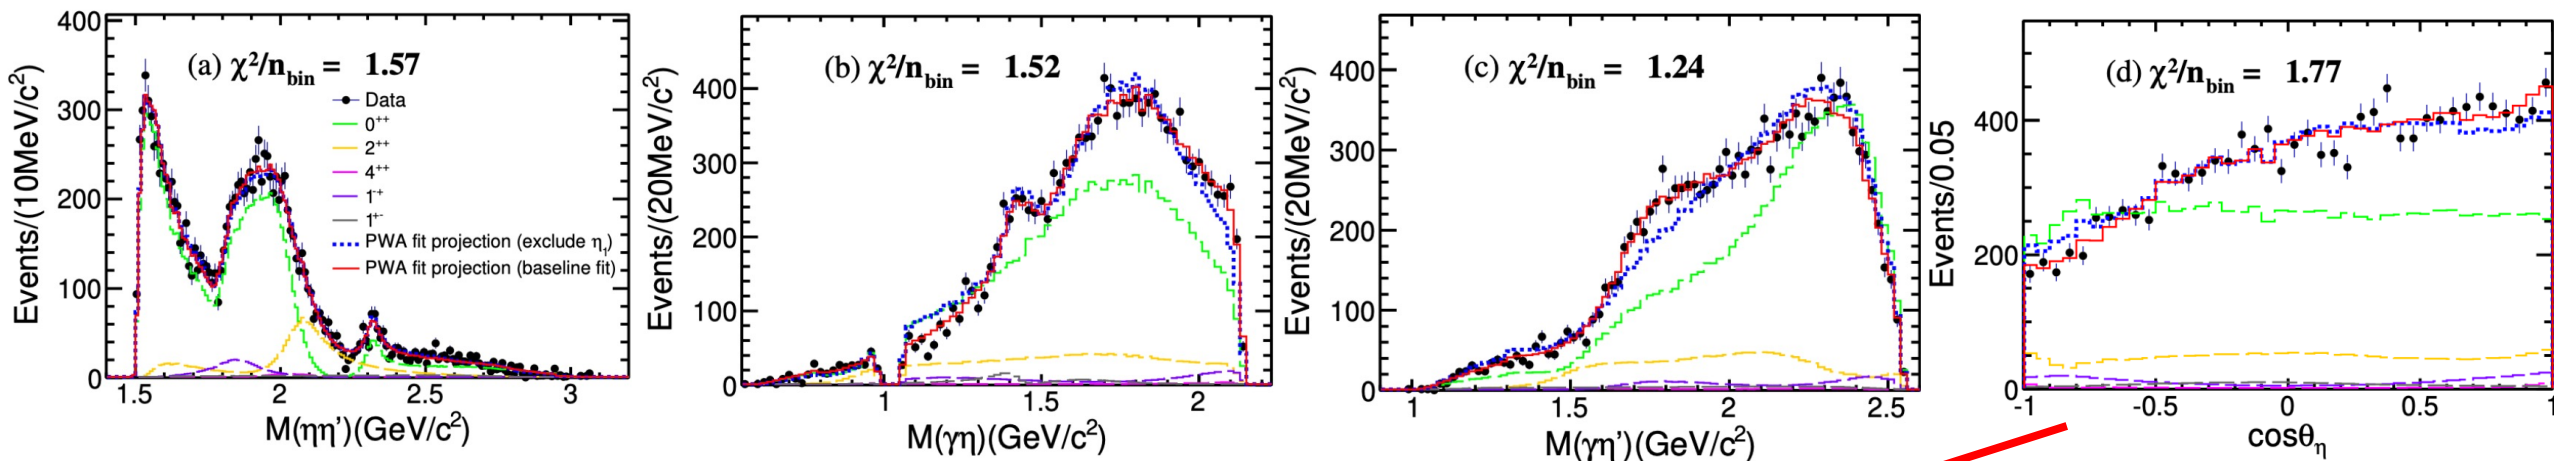 (a) χ²/n_bin = 1.57
Data
0⁺⁺
2⁺⁺
4⁺⁺
1⁻⁺
1⁺⁻
PWA fit projection (exclude η₁)
PWA fit projection (baseline fit)
Events/(10MeV/c²)
0
100
200
300
400
1.5
2
2.5
3
M(ηη')(GeV/c²)
(b) χ²/n_bin = 1.52
Events/(20MeV/c²)
0
100
200
300
400
1
1.5
2
M(γη)(GeV/c²)
(c) χ²/n_bin = 1.24
Events/(20MeV/c²)
0
100
200
300
400
1
1.5
2
2.5
M(γη')(GeV/c²)
(d) χ²/n_bin = 1.77
Events/0.05
0
200
400
-1
-0.5
0
0.5
1
cosθ_η